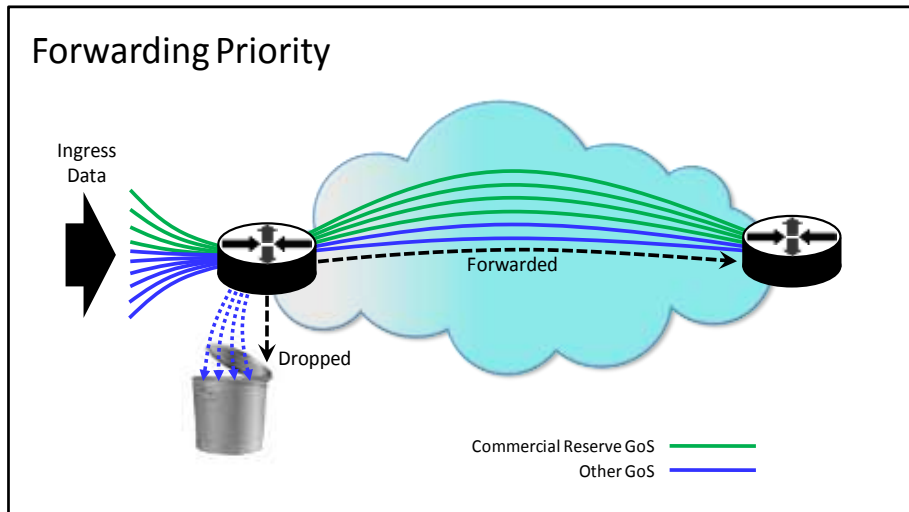 Forwarding Priority
Ingress
Data
Forwarded
Dropped
Commercial Reserve GoS
Other GoS